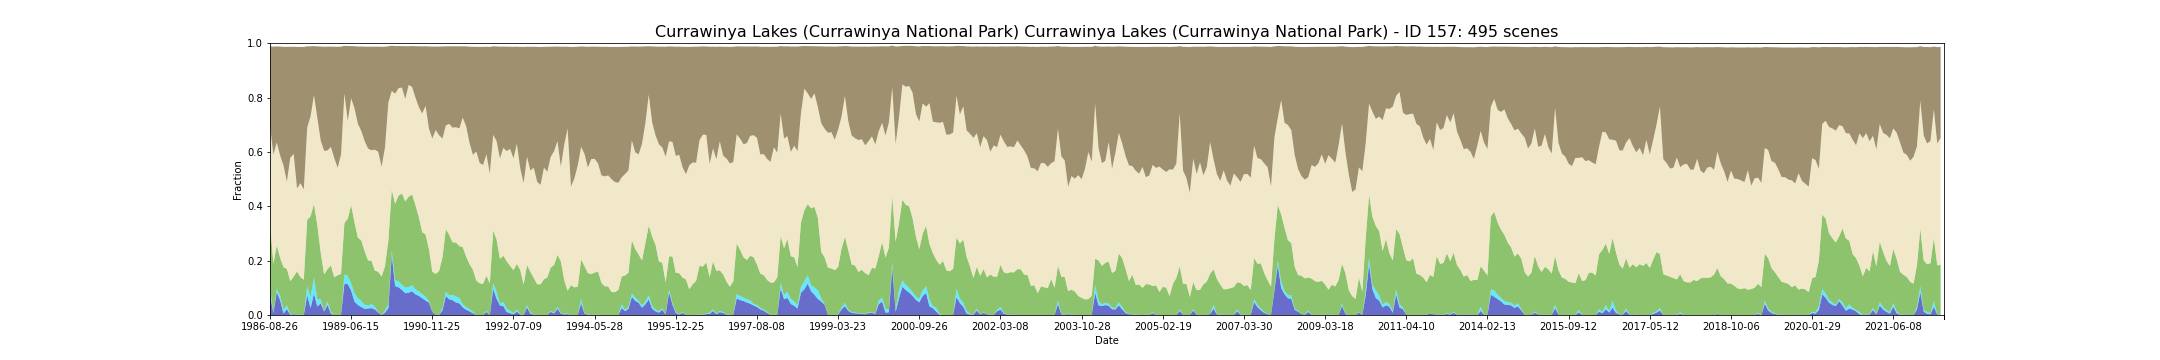 Currawinya Lakes (Currawinya National Park) Currawinya Lakes (Currawinya National Park) - ID 157: 495 scenes
1.0
0.8
0.6
0.4
0.2
0.0
Fraction
1986-08-26 1989-06-15 1990-11-25 1992-07-09 1994-05-28 1995-12-25 1997-08-08 1999-03-23 2000-09-26 2002-03-08 2003-10-28 2005-02-19 2007-03-30 2009-03-18 2011-04-10 2014-02-13 2015-09-12 2017-05-12 2018-10-06 2020-01-29 2021-06-08
Date